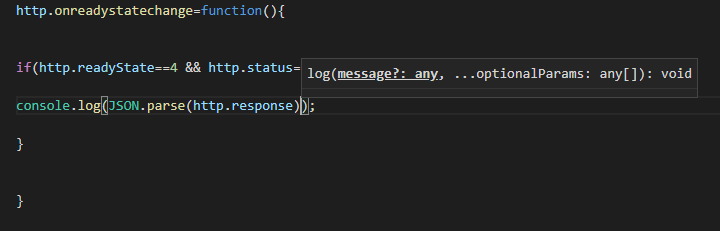 http.onreadystatechange=function(){
if(http.readyState==4 && http.status=
log(message?: any, ...optionalParams: any[]): void
console.log(JSON.parse(http.response));
}
}